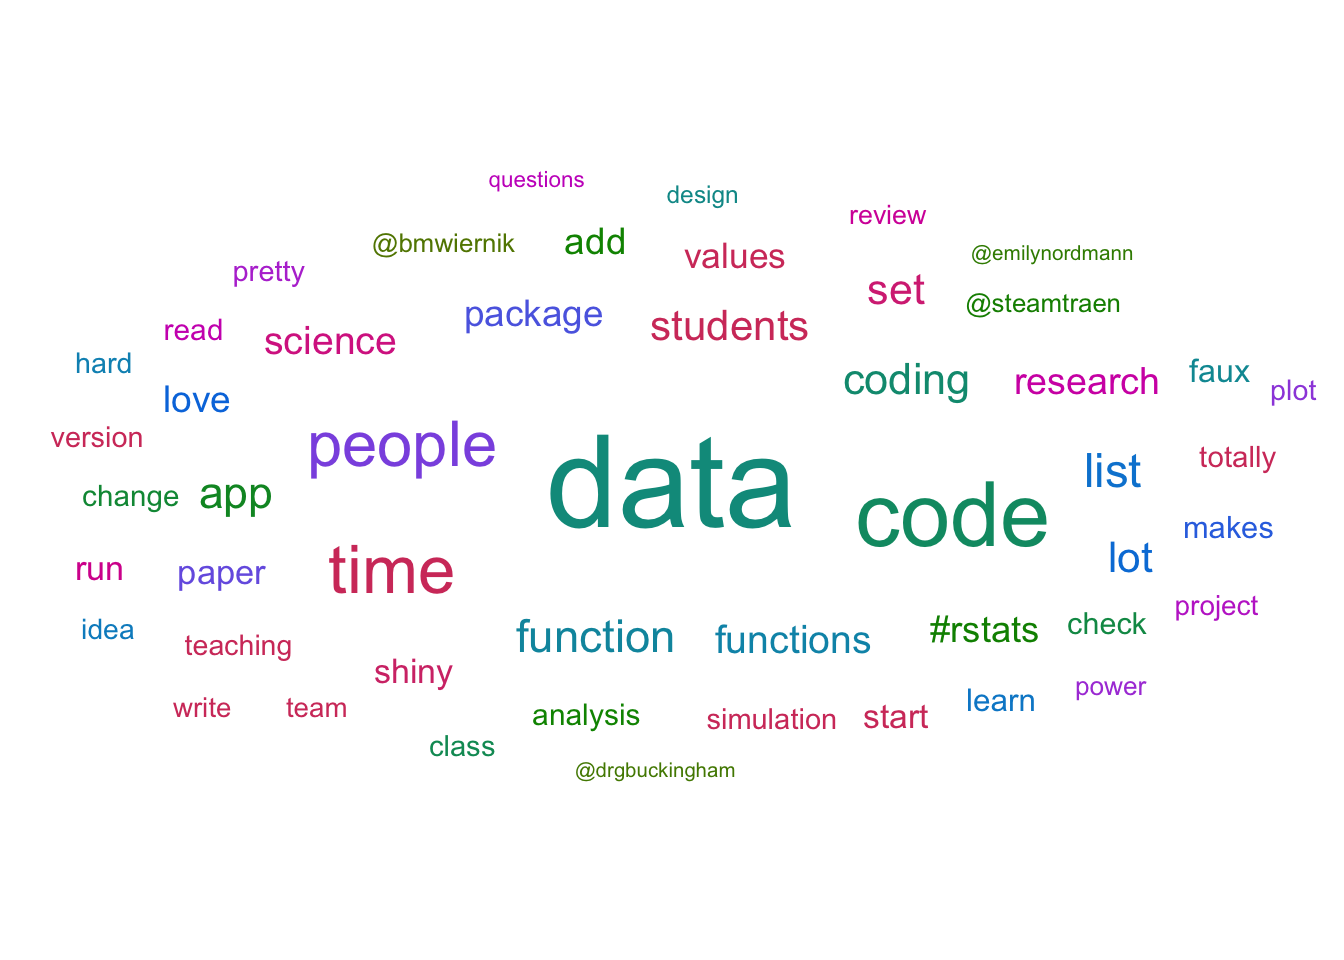 questions
design
review
@bmwiernik
add
values
@emilynordmann
pretty
set
@steamtraen
package
students
read
science
hard
love
coding
research
faux
plot
version
people
data
code
list
totally
change
app
makes
run
paper
time
lot
project
idea
teaching
shiny
function
functions
#rstats
check
write
team
analysis
simulation
start
learn
power
class
@drgbuckingham